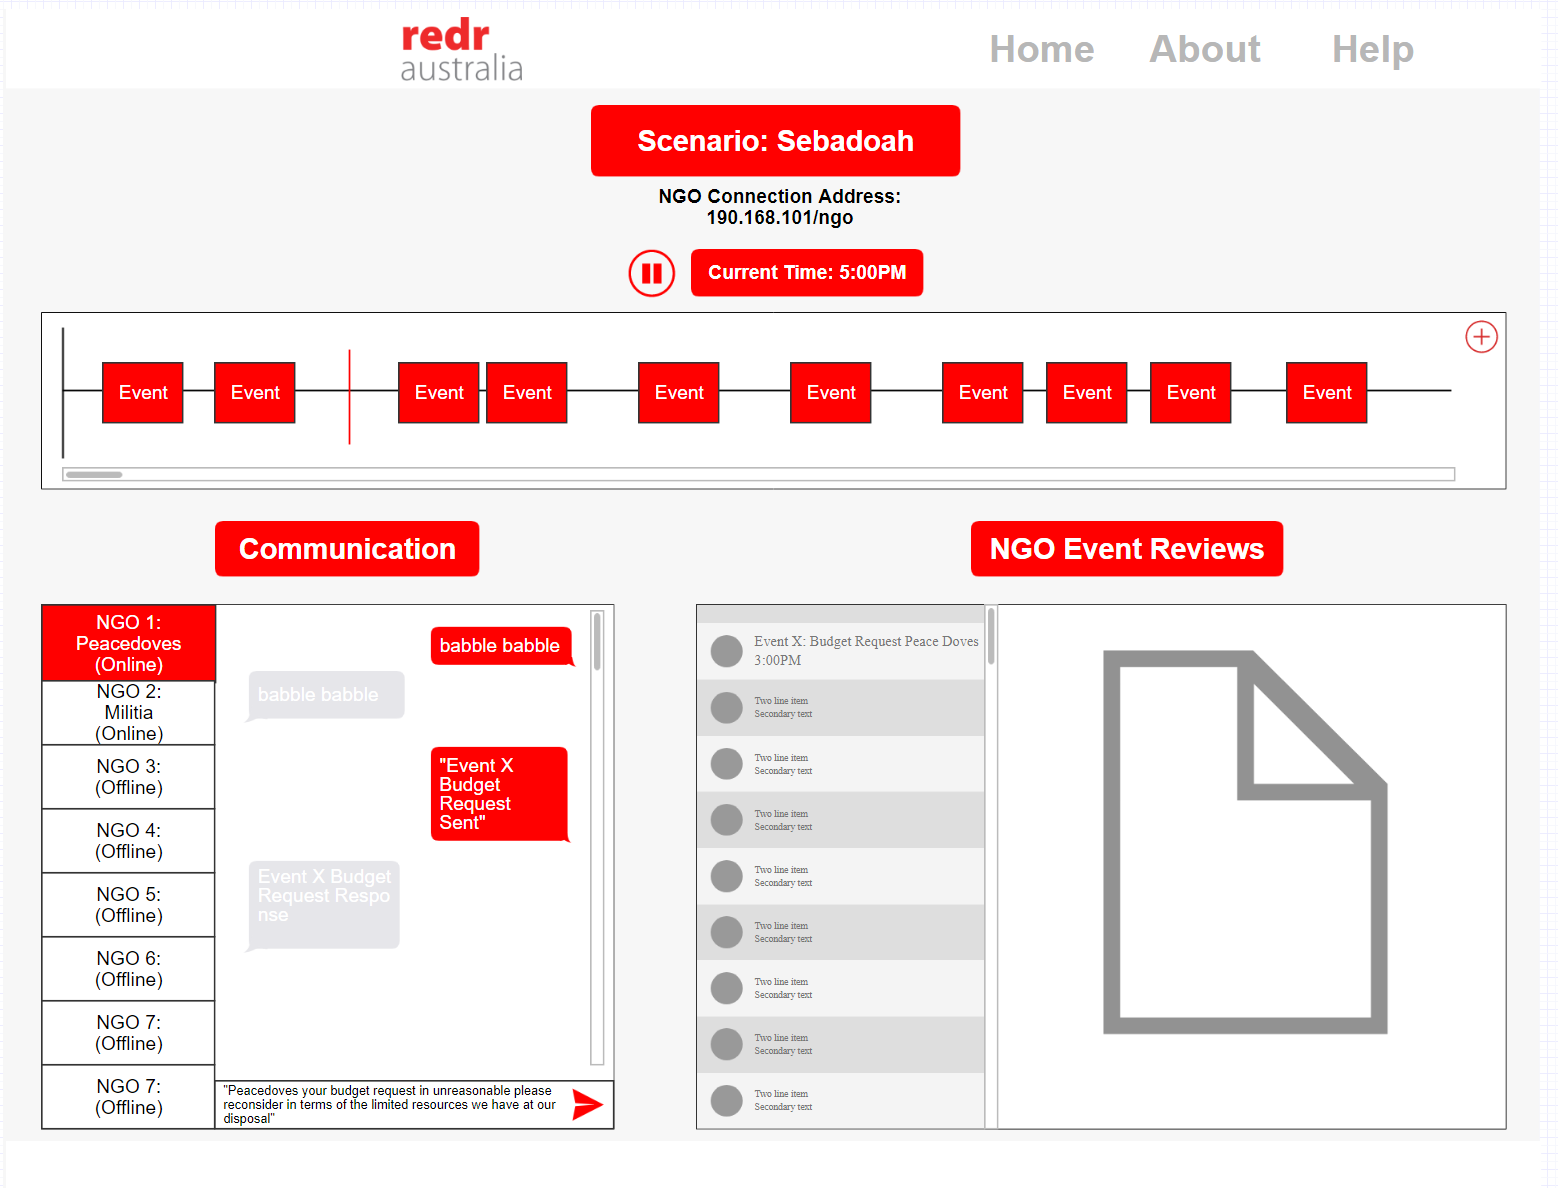 redr
australia
Home About Help
Scenario: Sebadoah
NGO Connection Address:
190.168.101/ngo
Current Time: 5:00PM
Event Event Event Event Event Event Event Event Event Event
Communication
NGO Event Reviews
NGO 1:
Peacedoves
(Online)
NGO 2:
Militia
(Online)
NGO 3:
(Offline)
NGO 4:
(Offline)
NGO 5:
(Offline)
NGO 6:
(Offline)
NGO 7:
(Offline)
NGO 7:
(Offline)
babble babble
babble babble
"Event X
Budget
Request
Sent"
Event X Budget
Request Respo
nse
"Peacedoves your budget request in unreasonable please
reconsider in terms of the limited resources we have at our
disposal"
Event X: Budget Request Peace Doves
3:00PM
Two line item
Secondary text
Two line item
Secondary text
Two line item
Secondary text
Two line item
Secondary text
Two line item
Secondary text
Two line item
Secondary text
Two line item
Secondary text
Two line item
Secondary text